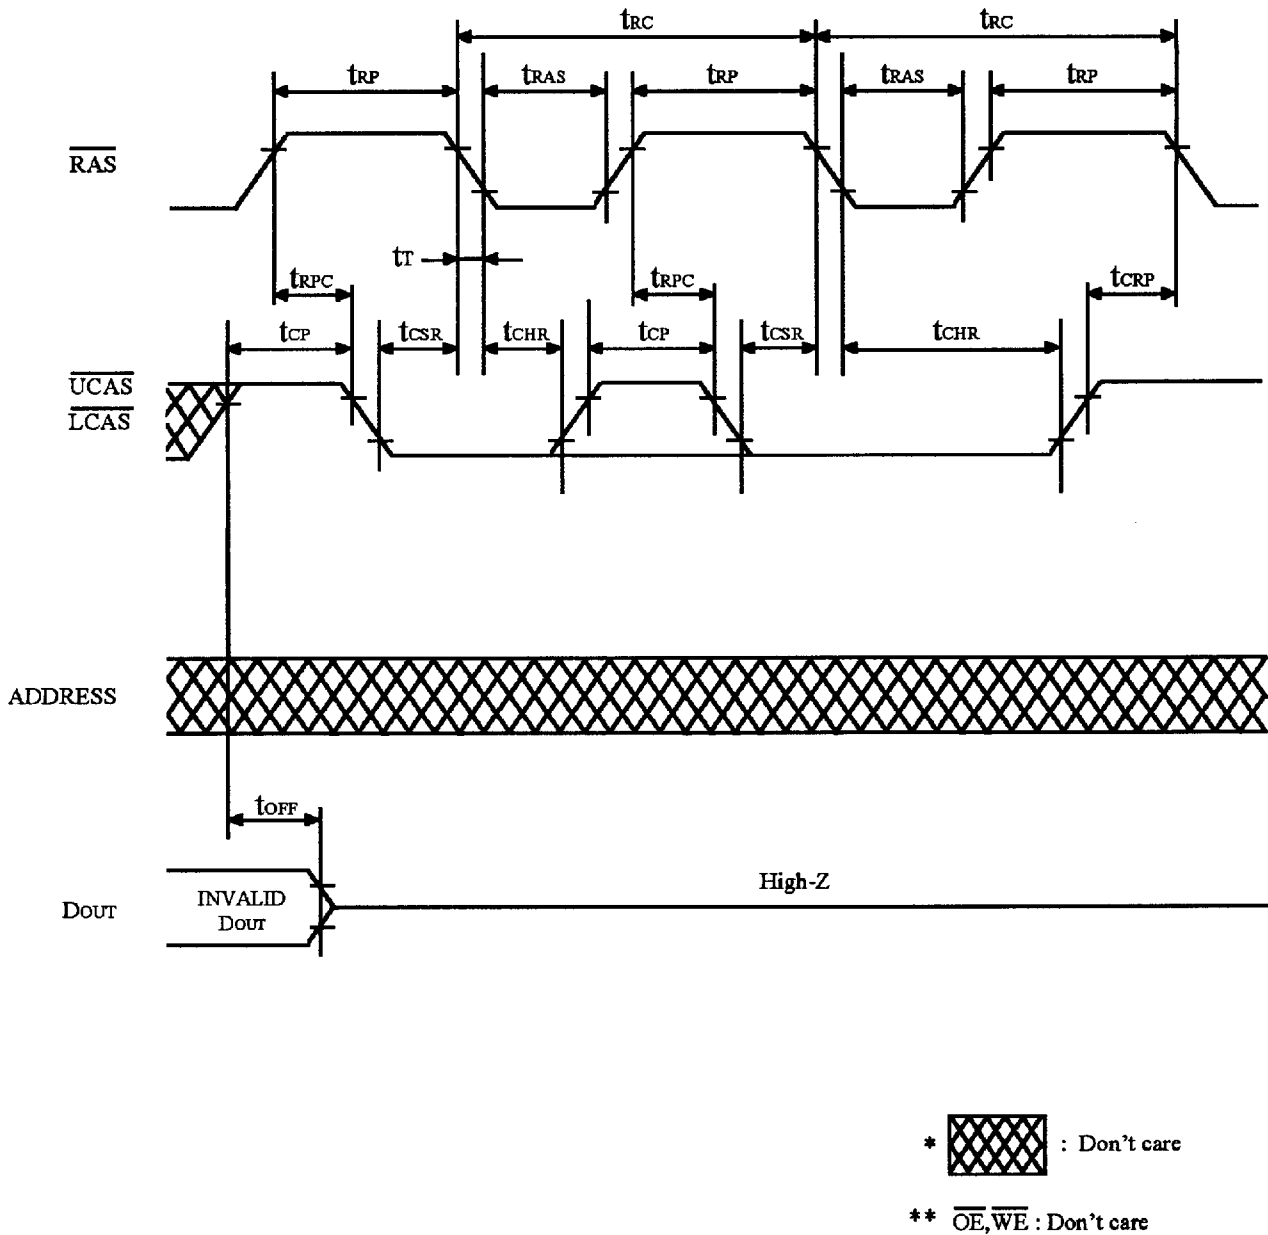 tRC tRC
tRP tRAS tRP tRAS tRP
RAS
tT
tRPC tRPC tCRP
tCP tCSR tCHR tCP tCSR tCHR
UCAS
LCAS
ADDRESS
tOFF
High-Z
DOUT
INVALID
DOUT
* : Don't care
** OE,WE : Don't care